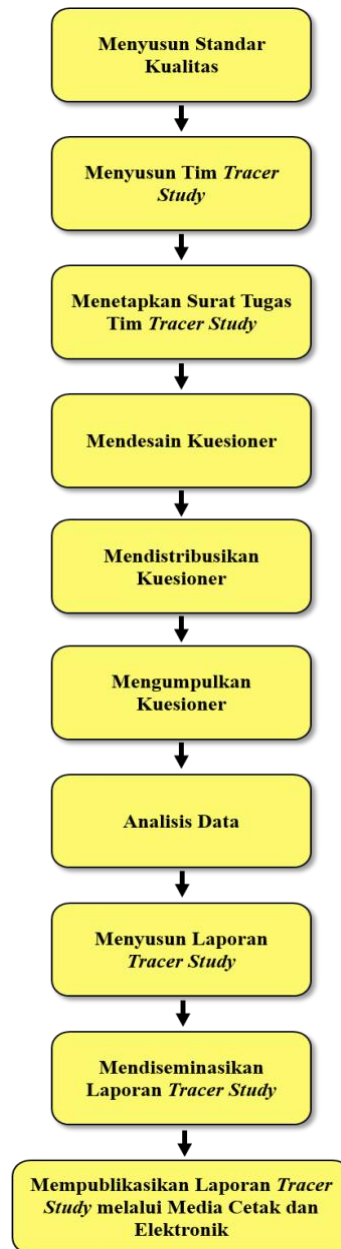 Menyusun Standar
Kualitas
Menyusun Tim Tracer
Study
Menetapkan Surat Tugas
Tim Tracer Study
Mendesain Kuesioner
Mendistribusikan
Kuesioner
Mengumpulkan
Kuesioner
Analisis Data
Menyusun Laporan
Tracer Study
Mendiseminasikan
Laporan Tracer Study
Mempublikasikan Laporan Tracer
Study melalui Media Cetak dan
Elektronik